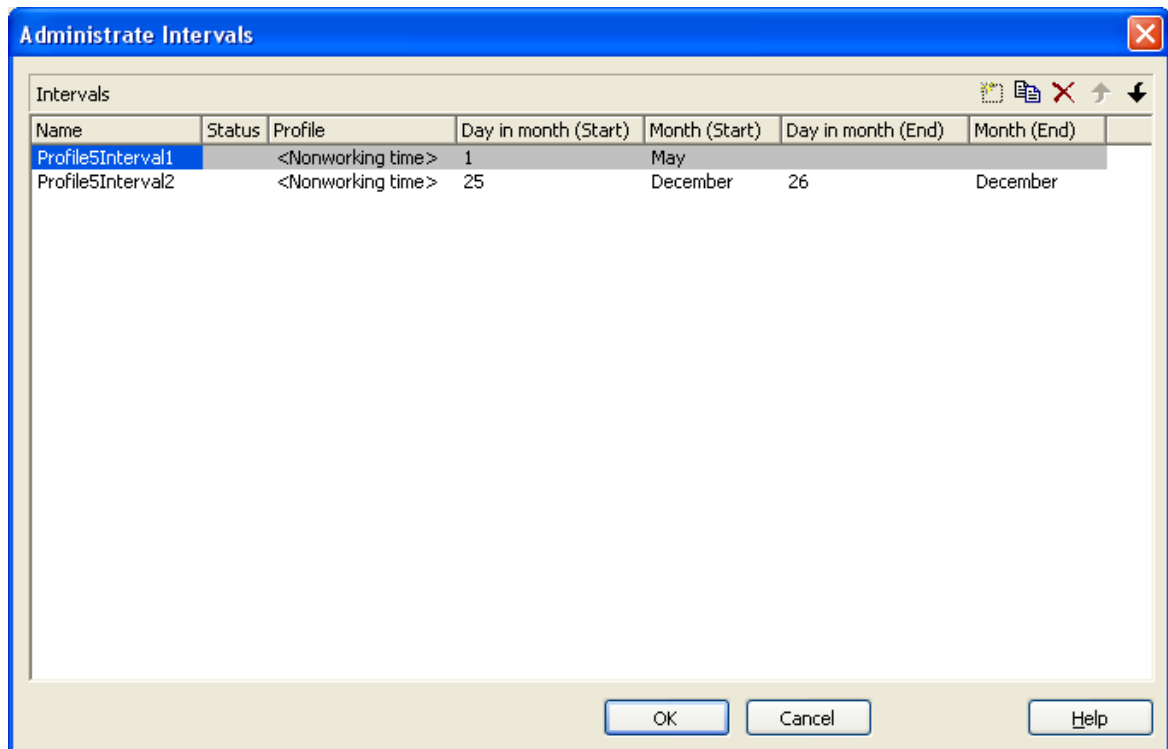 Administrate Intervals
Intervals
Name Status Profile Day in month (Start) Month (Start) Day in month (End) Month (End)
Profile5Interval1 <Nonworking time> 1 May
Profile5Interval2 <Nonworking time> 25 December 26 December
OK Cancel Help